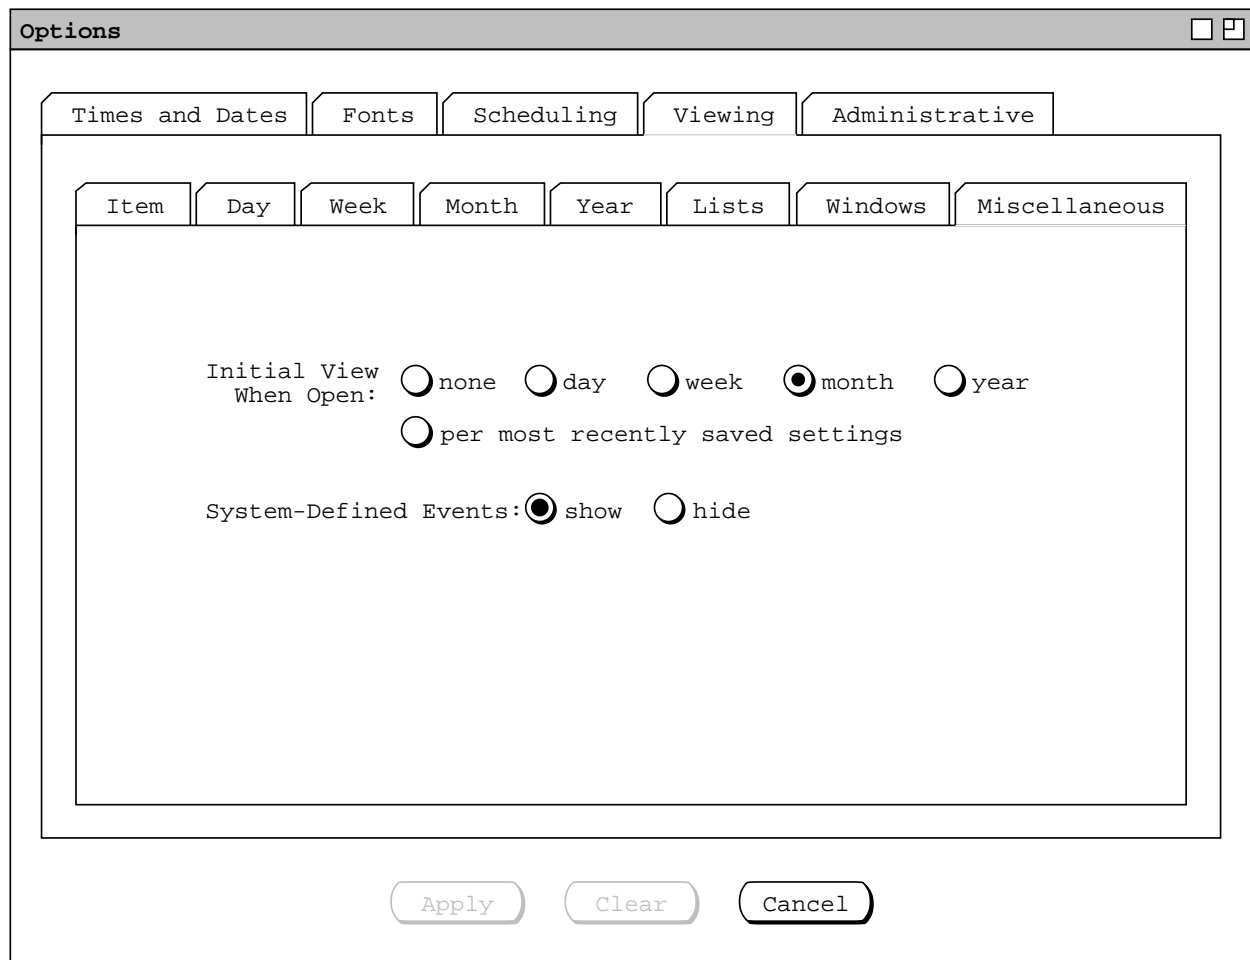 Options
Times and Dates Fonts Scheduling Viewing Administrative
Item Day Week Month Year Lists Windows Miscellaneous
Initial View
When Open: none day week month year
per most recently saved settings
System-Defined Events: show hide
Apply Clear Cancel